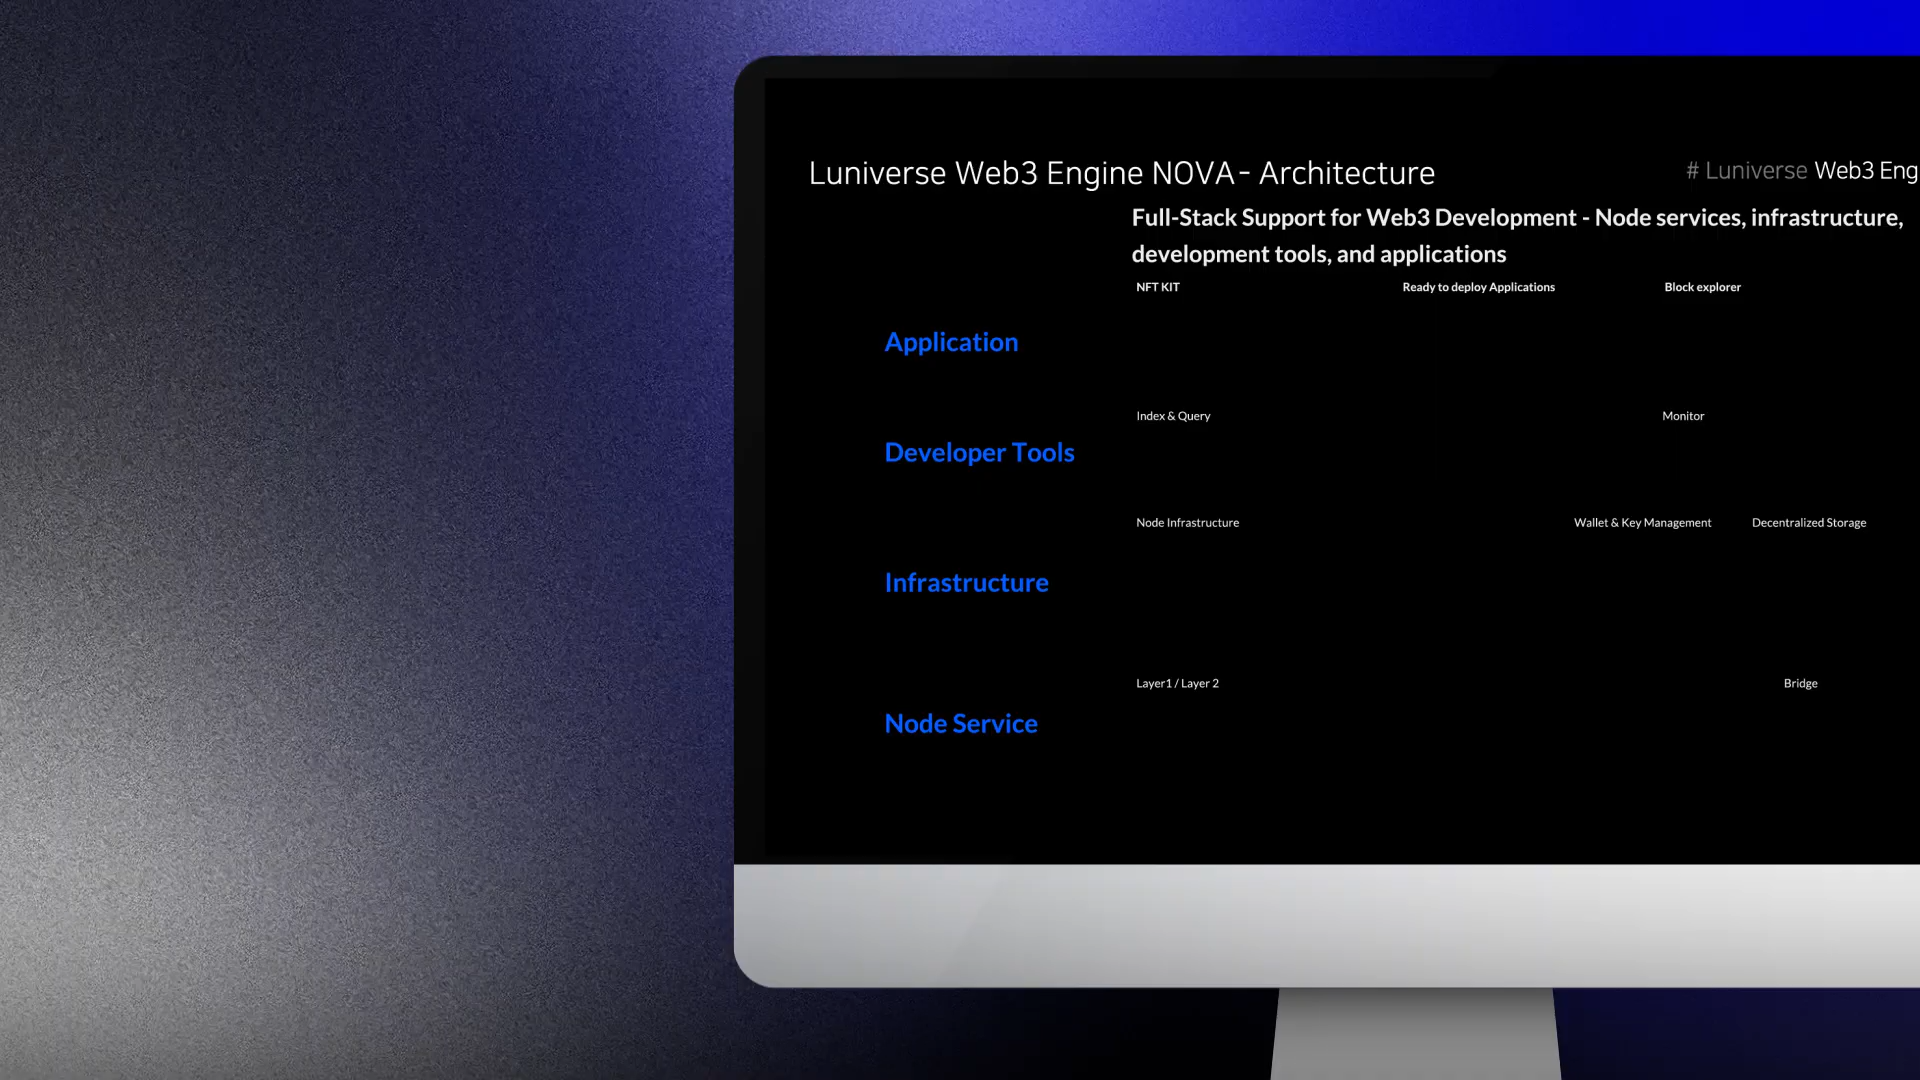 Luniverse Web3 Engine NOVA - Architecture
# Luniverse Web3 Eng
Full-Stack Support for Web3 Development - Node services, infrastructure,
development tools, and applications
NFT KIT
Ready to deploy Applications
Block explorer
Application
Index & Query
Monitor
Developer Tools
Node Infrastructure
Wallet & Key Management
Decentralized Storage
Infrastructure
Layer1 / Layer 2
Bridge
Node Service